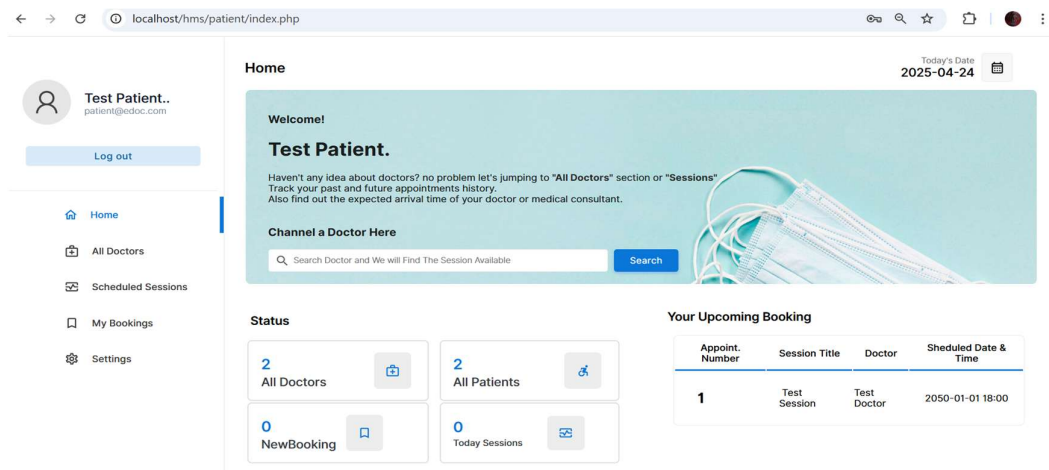 localhost/hms/patient/index.php
Test Patient..
patient@edoc.com
Log out
Home
All Doctors
Scheduled Sessions
My Bookings
Settings
Home
Today's Date
2025-04-24
Welcome!
Test Patient.
Haven't any idea about doctors? no problem let's jumping to "All Doctors" section or "Sessions"
Track your past and future appointments history.
Also find out the expected arrival time of your doctor or medical consultant.
Channel a Doctor Here
Search Doctor and We will Find The Session Available
Search
Status
2
All Doctors
2
All Patients
0
NewBooking
0
Today Sessions
Your Upcoming Booking
Appoint.
Number
Session Title
Doctor
Sheduled Date &
Time
1
Test
Session
Test
Doctor
2050-01-01 18:00